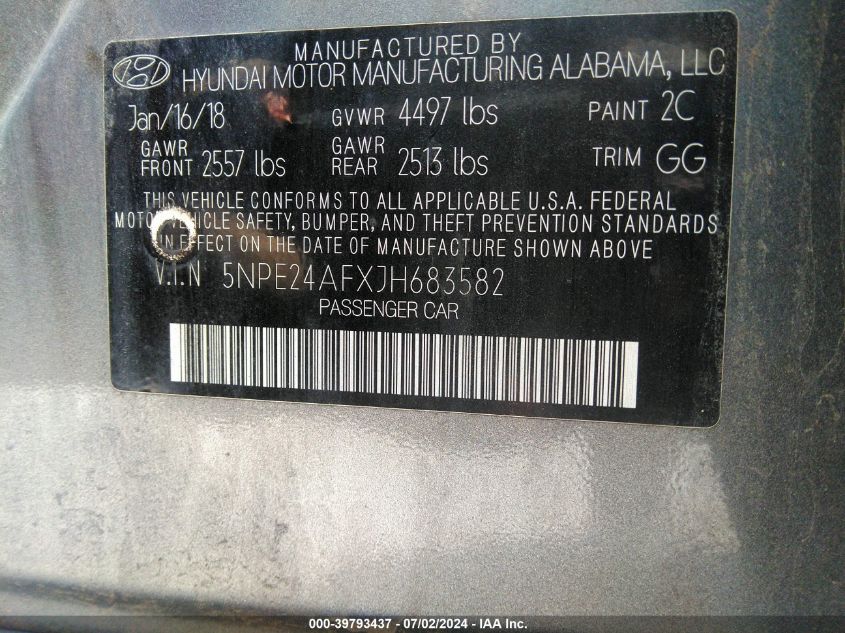 MANUFACTURED BY
HYUNDAI MOTOR MANUFACTURING ALABAMA, LLC
Jan/16/18 GVWR 4497 lbs PAINT 2C
GAWR FRONT 2557 lbs GAWR REAR 2513 lbs TRIM GG
THIS VEHICLE CONFORMS TO ALL APPLICABLE U.S.A. FEDERAL
VEHICLE SAFETY, BUMPER, AND THEFT PREVENTION STANDARDS
IN EFFECT ON THE DATE OF MANUFACTURE SHOWN ABOVE
V.I.N 5NPE24AFXJH683582
PASSENGER CAR
000-39793437 - 07/02/2024 - IAA Inc.